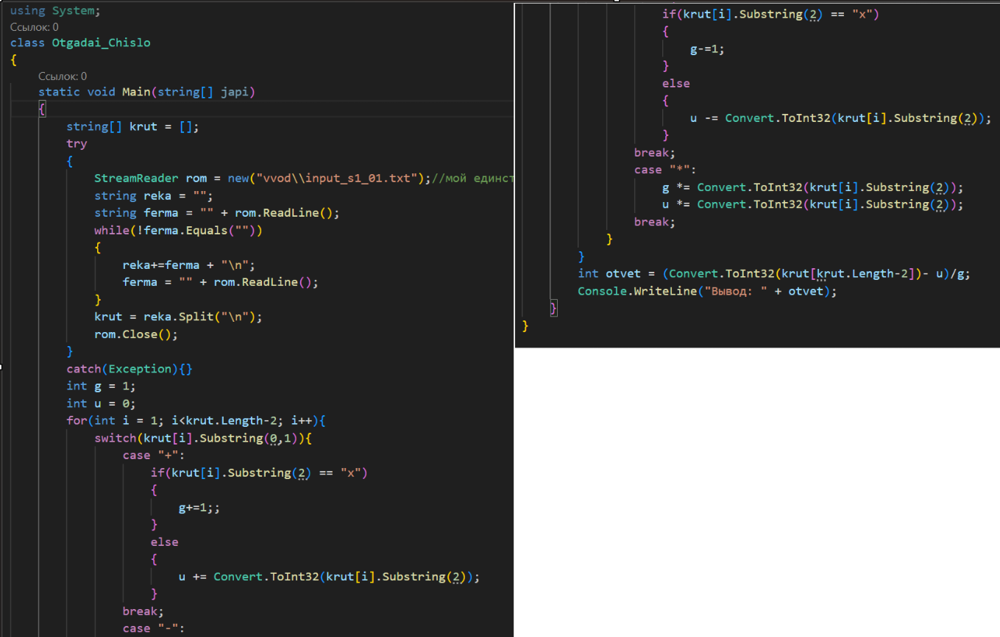 using System;
Ссылок: 0
class Otgadai_Chislo
{
    Ссылок: 0
    static void Main(string[] japi)
    {
        string[] krut = [];
        try
        {
            StreamReader rom = new("vvod\\input_s1_01.txt");//мой единст
            string reka = "";
            string ferma = "" + rom.ReadLine();
            while(!ferma.Equals(""))
            {
                reka+=ferma + "\n";
                ferma = "" + rom.ReadLine();
            }
            krut = reka.Split("\n");
            rom.Close();
        }
        catch(Exception){}
        int g = 1;
        int u = 0;
        for(int i = 1; i<krut.Length-2; i++){
            switch(krut[i].Substring(0,1)){
                case "+":
                    if(krut[i].Substring(2) == "x")
                    {
                        g+=1;;
                    }
                    else
                    {
                        u += Convert.ToInt32(krut[i].Substring(2));
                    }
                break;
                case "-":
                    if(krut[i].Substring(2) == "x")
                    {
                        g-=1;
                    }
                    else
                    {
                        u -= Convert.ToInt32(krut[i].Substring(2));
                    }
                break;
                case "*":
                    g *= Convert.ToInt32(krut[i].Substring(2));
                    u *= Convert.ToInt32(krut[i].Substring(2));
                break;
            }
        }
        int otvet = (Convert.ToInt32(krut[krut.Length-2])- u)/g;
        Console.WriteLine("Вывод: " + otvet);
    }
}